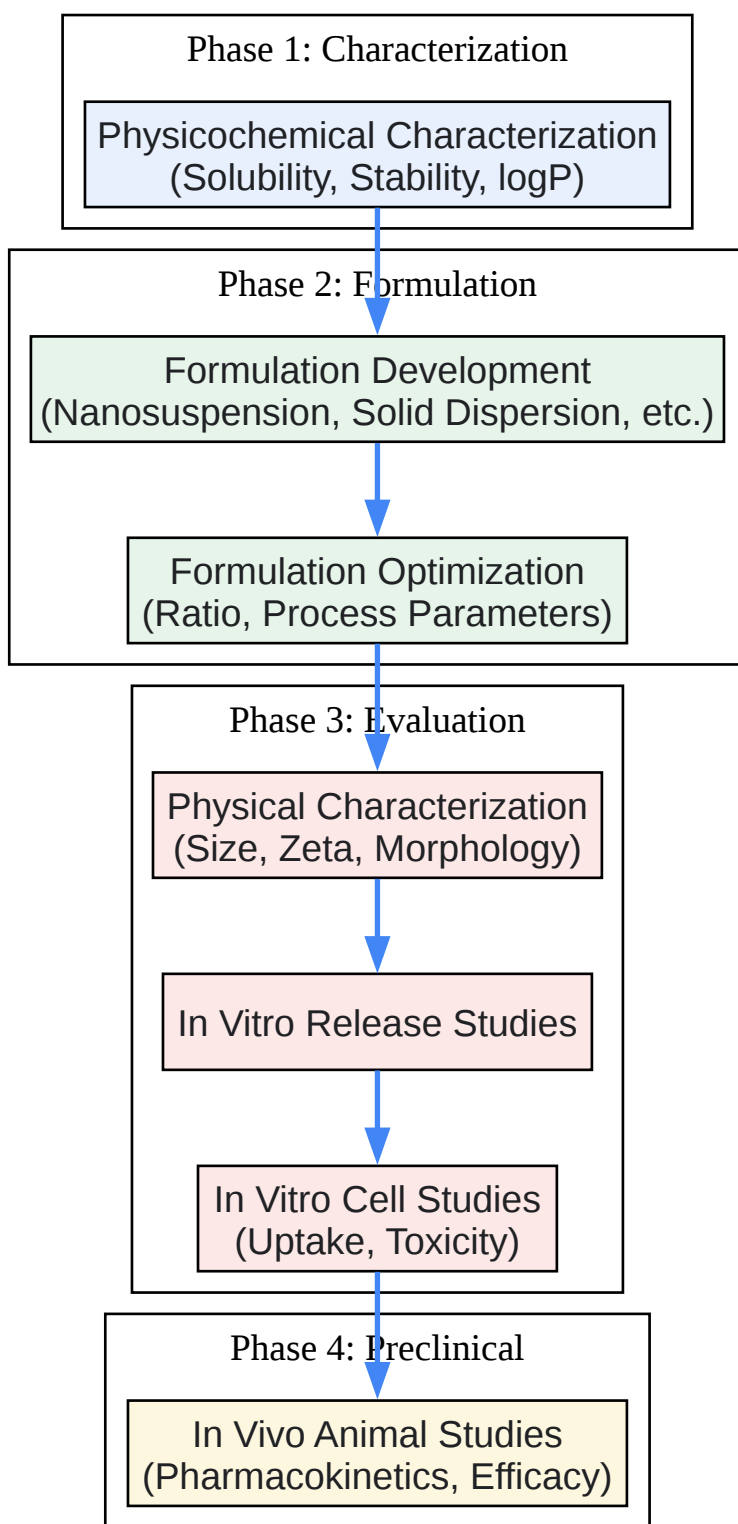 Phase 1: Characterization
Physicochemical Characterization
(Solubility, Stability, logP)
Phase 2: Formulation
Formulation Development
(Nanosuspension, Solid Dispersion, etc.)
Formulation Optimization
(Ratio, Process Parameters)
Phase 3: Evaluation
Physical Characterization
(Size, Zeta, Morphology)
In Vitro Release Studies
In Vitro Cell Studies
(Uptake, Toxicity)
Phase 4: Preclinical
In Vivo Animal Studies
(Pharmacokinetics, Efficacy)